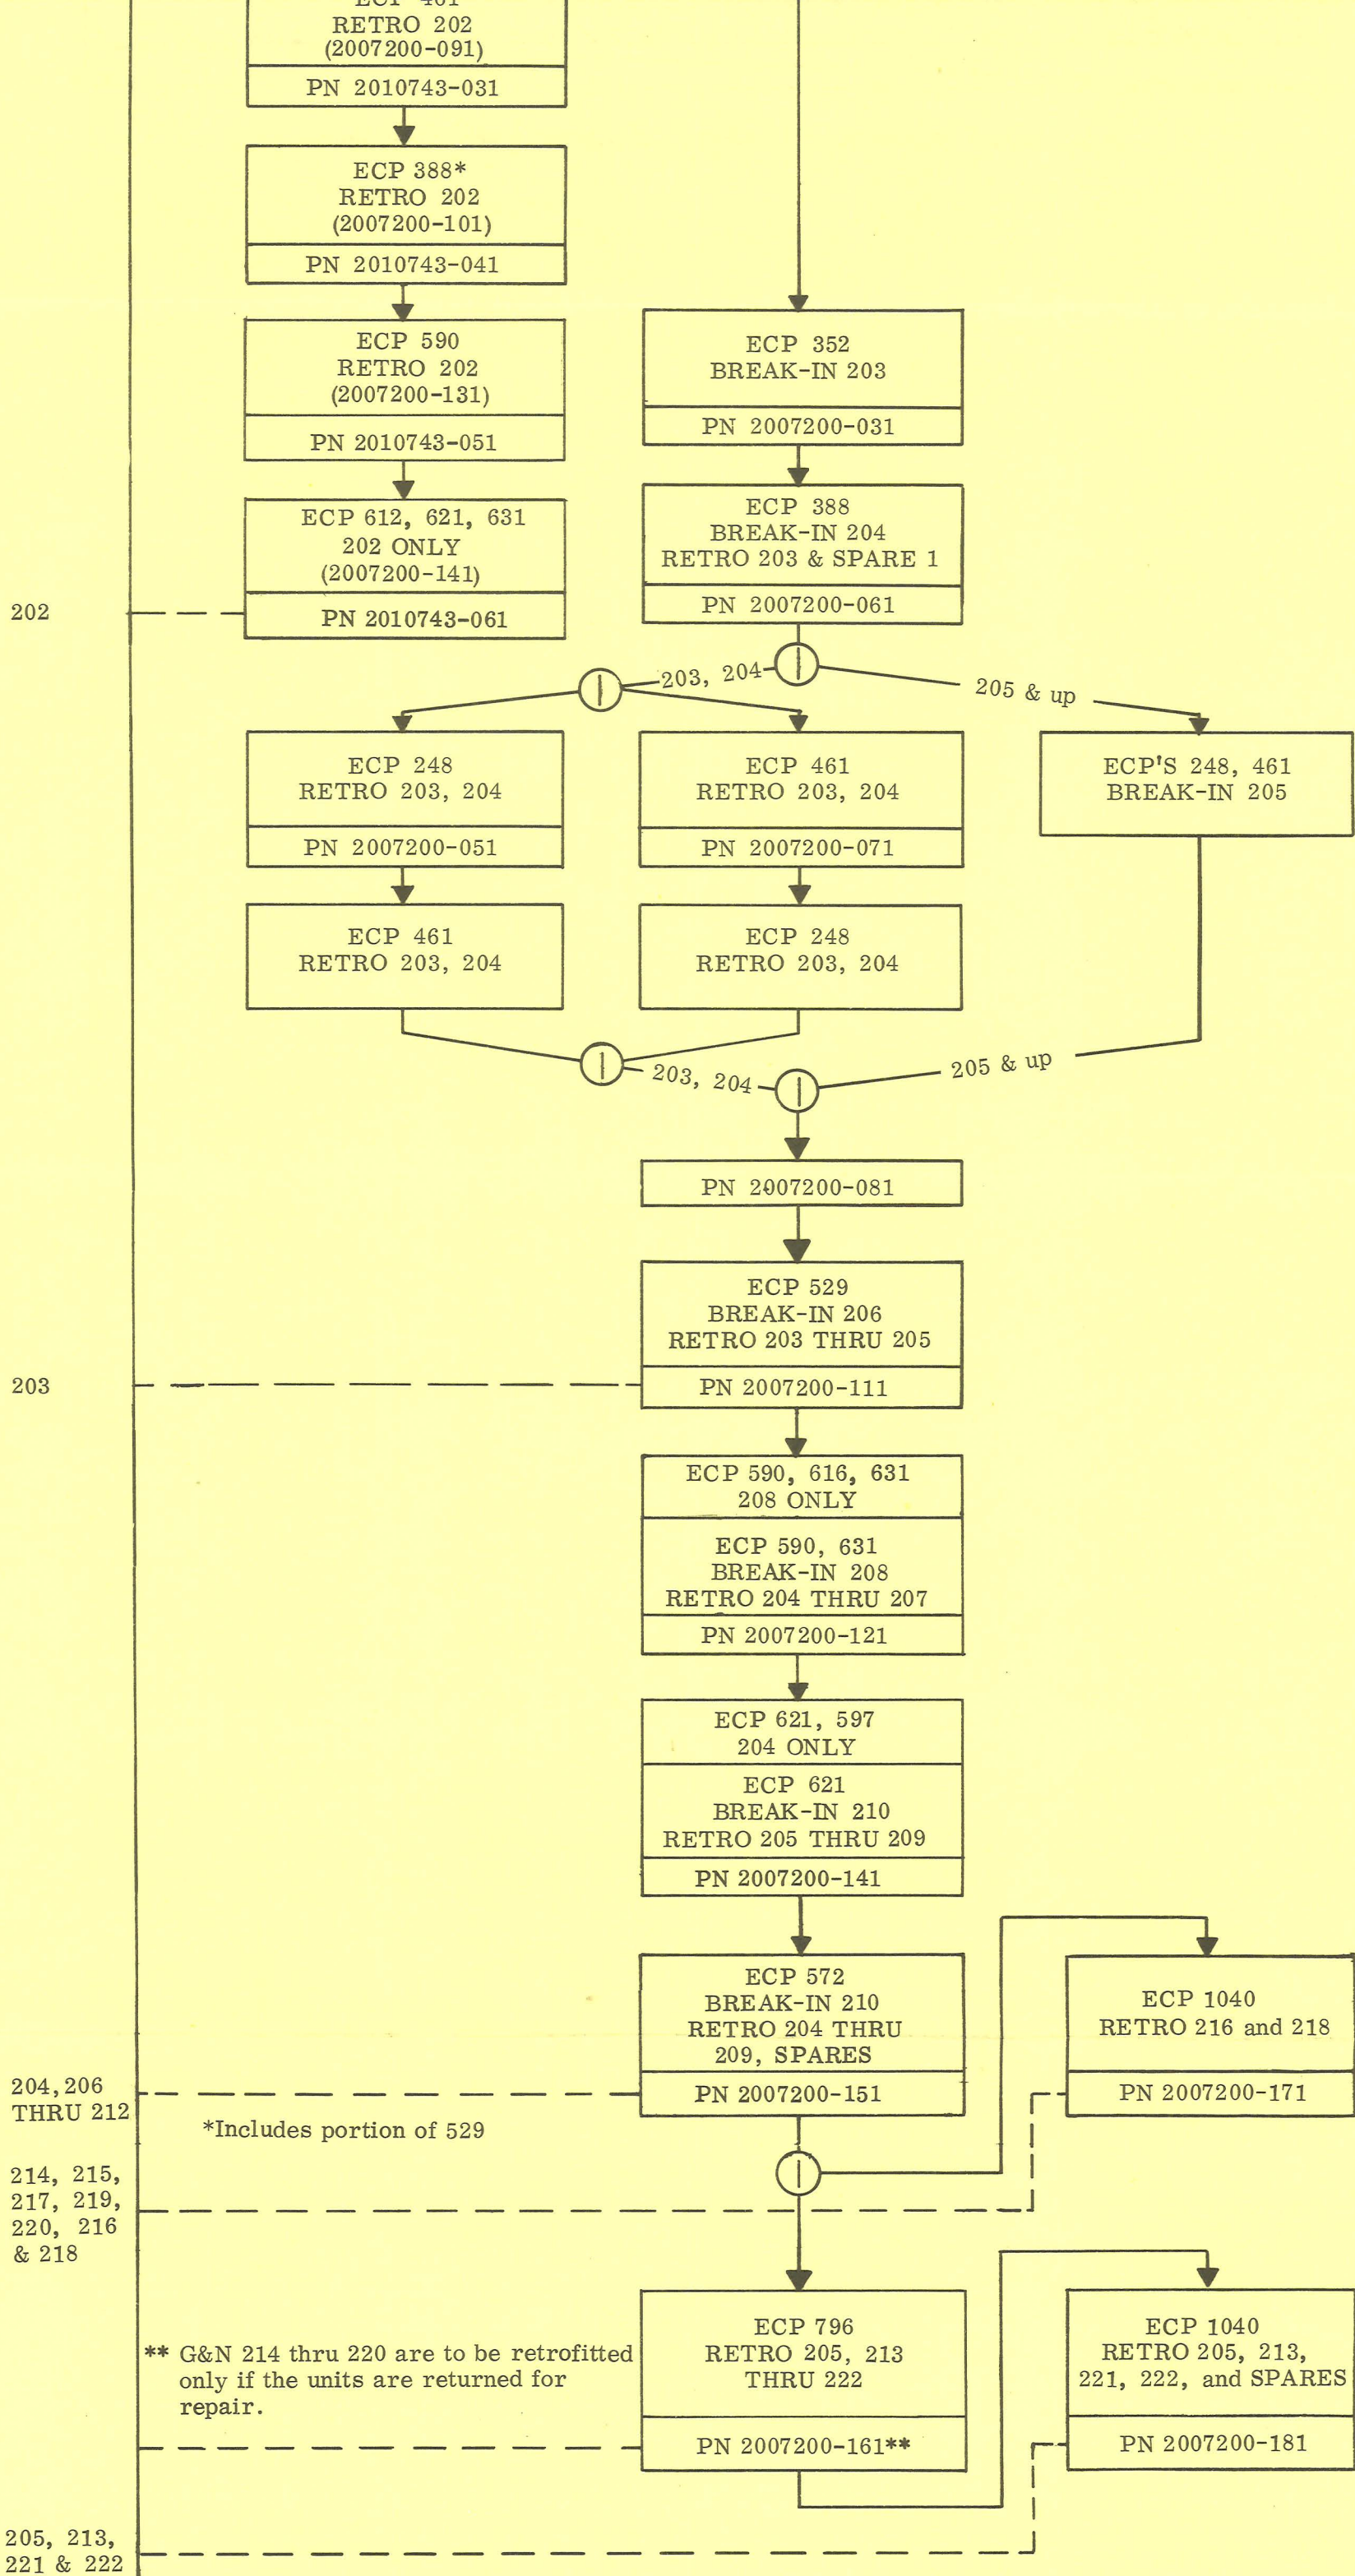 RETRO 202
(2007200-091)
PN 2010743-031
ECP 388*
RETRO 202
(2007200-101)
PN 2010743-041
ECP 590
RETRO 202
(2007200-131)
PN 2010743-051
ECP 612, 621, 631
202 ONLY
(2007200-141)
PN 2010743-061
202
ECP 352
BREAK-IN 203
PN 2007200-031
ECP 388
BREAK-IN 204
RETRO 203 & SPARE 1
PN 2007200-061
203, 204
205 & up
ECP 248
RETRO 203, 204
PN 2007200-051
ECP 461
RETRO 203, 204
ECP 461
RETRO 203, 204
PN 2007200-071
ECP 248
RETRO 203, 204
ECP'S 248, 461
BREAK-IN 205
203, 204
205 & up
PN 2007200-081
ECP 529
BREAK-IN 206
RETRO 203 THRU 205
PN 2007200-111
203
ECP 590, 616, 631
208 ONLY
ECP 590, 631
BREAK-IN 208
RETRO 204 THRU 207
PN 2007200-121
ECP 621, 597
204 ONLY
ECP 621
BREAK-IN 210
RETRO 205 THRU 209
PN 2007200-141
ECP 572
BREAK-IN 210
RETRO 204 THRU
209, SPARES
PN 2007200-151
ECP 1040
RETRO 216 and 218
PN 2007200-171
204, 206
THRU 212
*Includes portion of 529
214, 215,
217, 219,
220, 216
& 218
ECP 796
RETRO 205, 213
THRU 222
PN 2007200-161**
ECP 1040
RETRO 205, 213,
221, 222, and SPARES
PN 2007200-181
** G&N 214 thru 220 are to be retrofitted
only if the units are returned for
repair.
205, 213,
221 & 222